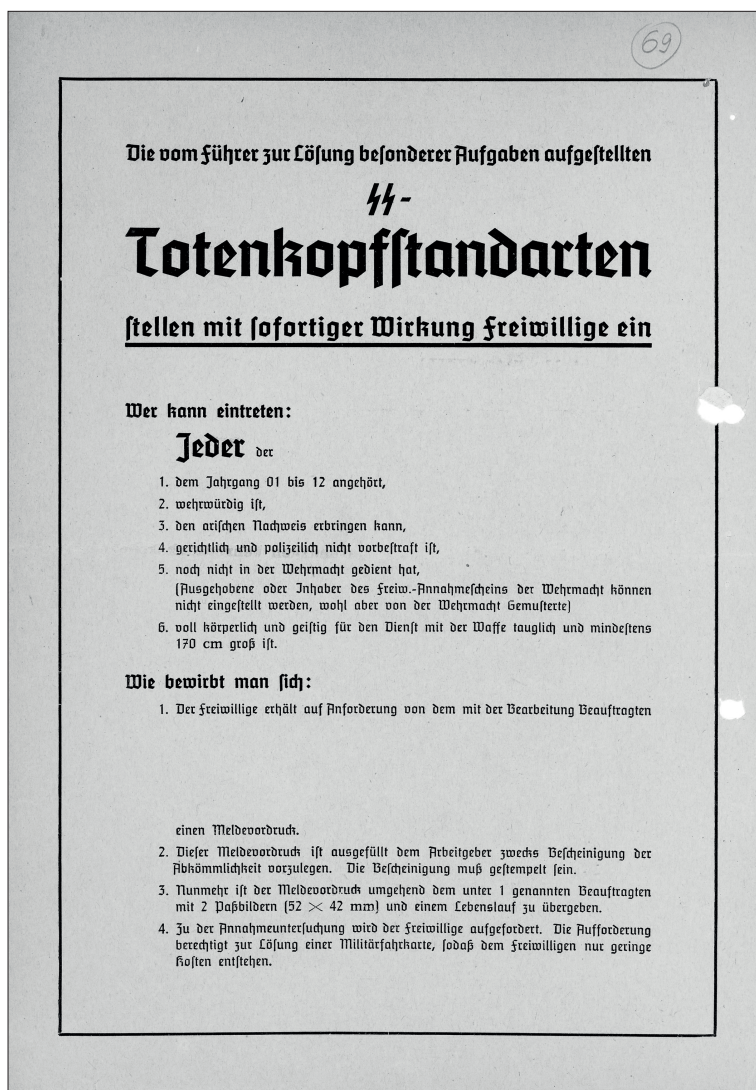 69
Die vom Führer zur Lösung besonderer Aufgaben aufgestellten
SS-
Totenkopfstandarten
stellen mit sofortiger Wirkung Freiwillige ein
Wer kann eintreten:
Jeder der
1. dem Jahrgang 01 bis 12 angehört,
2. wehrwürdig ist,
3. den arischen Nachweis erbringen kann,
4. gerichtlich und polizeilich nicht vorbestraft ist,
5. noch nicht in der Wehrmacht gedient hat,
(Ausgehobene oder Inhaber des Freiw.-Annahmescheins der Wehrmacht können
nicht eingestellt werden, wohl aber von der Wehrmacht Gemusterte)
6. voll körperlich und geistig für den Dienst mit der Waffe tauglich und mindestens
170 cm groß ist.
Wie bewirbt man sich:
1. Der Freiwillige erhält auf Anforderung von dem mit der Bearbeitung Beauftragten
einen Meldevordruck.
2. Dieser Meldevordruck ist ausgefüllt dem Arbeitgeber zwecks Bescheinigung der
Abkömmlichkeit vorzulegen. Die Bescheinigung muß gestempelt sein.
3. Nunmehr ist der Meldevordruck umgehend dem unter 1 genannten Beauftragten
mit 2 Paßbildern (52 × 42 mm) und einem Lebenslauf zu übergeben.
4. Zu der Annahmeuntersuchung wird der Freiwillige aufgefordert. Die Aufforderung
berechtigt zur Lösung einer Militärfahrkarte, sodaß dem Freiwilligen nur geringe
Kosten entstehen.